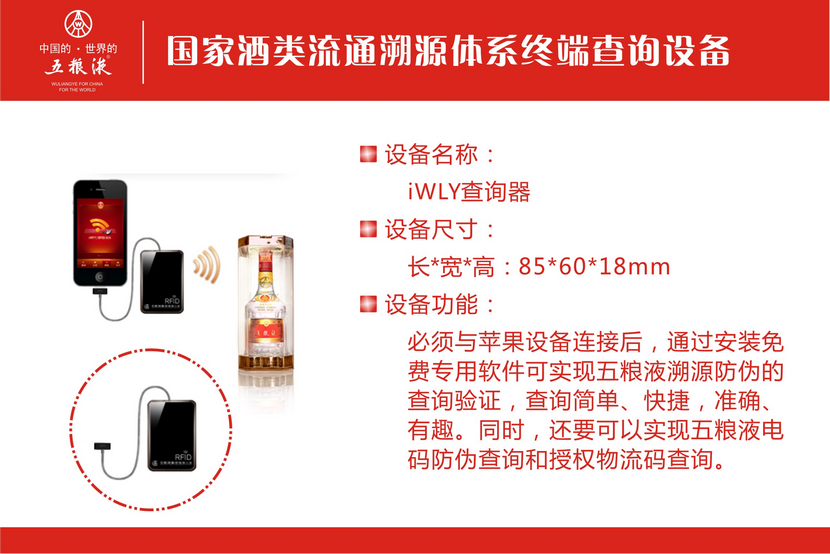 中国的·世界的
五粮液®
WULIANGYE FOR CHINA
FOR THE WORLD
国家酒类流通溯源体系终端查询设备
设备名称：
iWLY查询器
设备尺寸：
长*宽*高：85*60*18mm
设备功能：
必须与苹果设备连接后，通过安装免
费专用软件可实现五粮液溯源防伪的
查询验证，查询简单、快捷，准确、
有趣。同时，还要可以实现五粮液电
码防伪查询和授权物流码查询。
RFiD
五粮液
RFiD